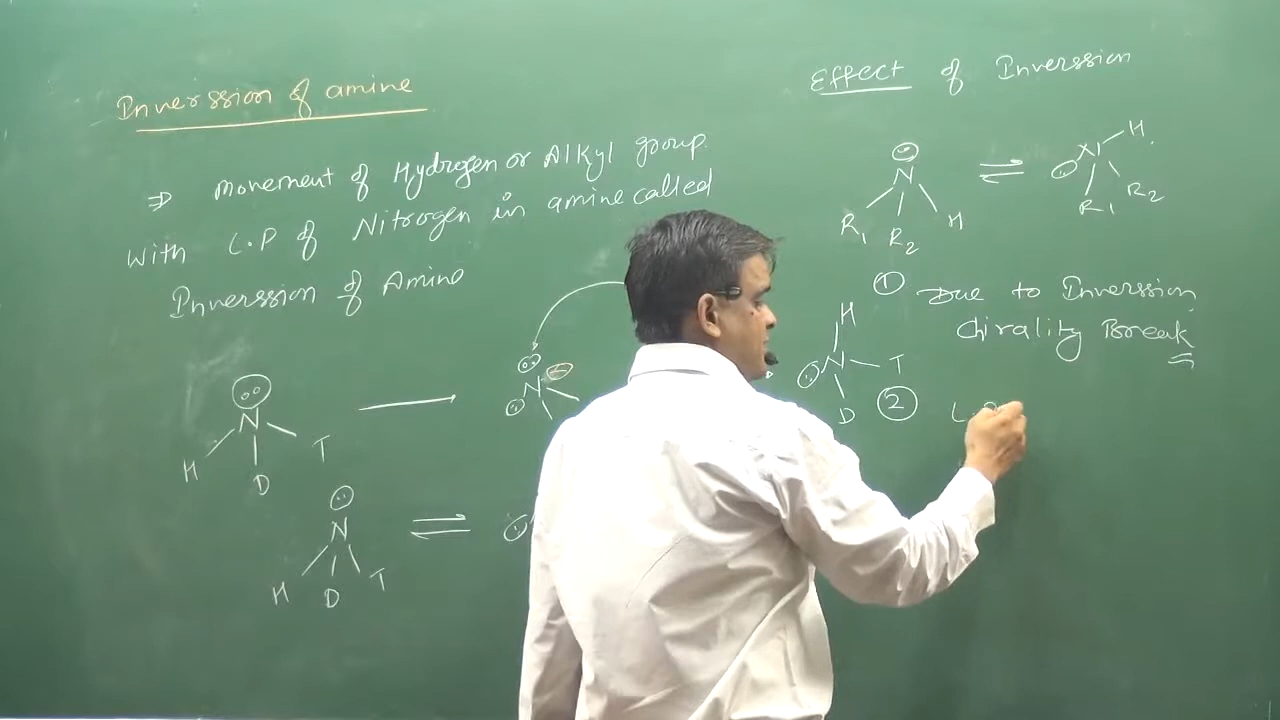 Inverssion of amine
⇒ Movement of Hydrogen or Alkyl group.
With L.P of Nitrogen in amine called
Inverssion of Amine
N
H D T
N
N
H D T
Effect of Inverssion
N ⇌ N H
R1 R2 H R1 R2
① Due to Inverssion
Chirality Break
H
N T
D
② L.P